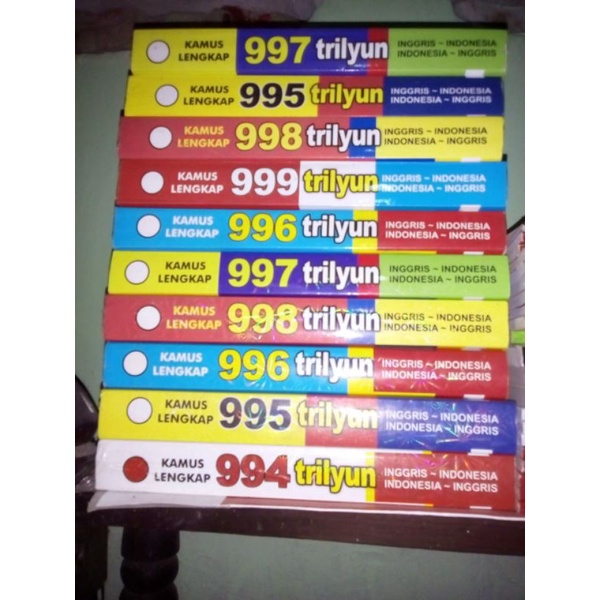 KAMUS LENGKAP 997 trilyun INGGRIS ~ INDONESIA
INDONESIA ~ INGGRIS
KAMUS LENGKAP 995 trilyun INGGRIS ~ INDONESIA
INDONESIA ~ INGGRIS
KAMUS LENGKAP 998 trilyun INGGRIS ~ INDONESIA
INDONESIA ~ INGGRIS
KAMUS LENGKAP 999 trilyun INGGRIS ~ INDONESIA
INDONESIA ~ INGGRIS
KAMUS LENGKAP 996 trilyun INGGRIS ~ INDONESIA
INDONESIA ~ INGGRIS
KAMUS LENGKAP 997 trilyun INGGRIS ~ INDONESIA
INDONESIA ~ INGGRIS
KAMUS LENGKAP 998 trilyun INGGRIS ~ INDONESIA
INDONESIA ~ INGGRIS
KAMUS LENGKAP 996 trilyun INGGRIS ~ INDONESIA
INDONESIA ~ INGGRIS
KAMUS LENGKAP 995 trilyun INGGRIS ~ INDONESIA
INDONESIA ~ INGGRIS
KAMUS LENGKAP 994 trilyun INGGRIS ~ INDONESIA
INDONESIA ~ INGGRIS